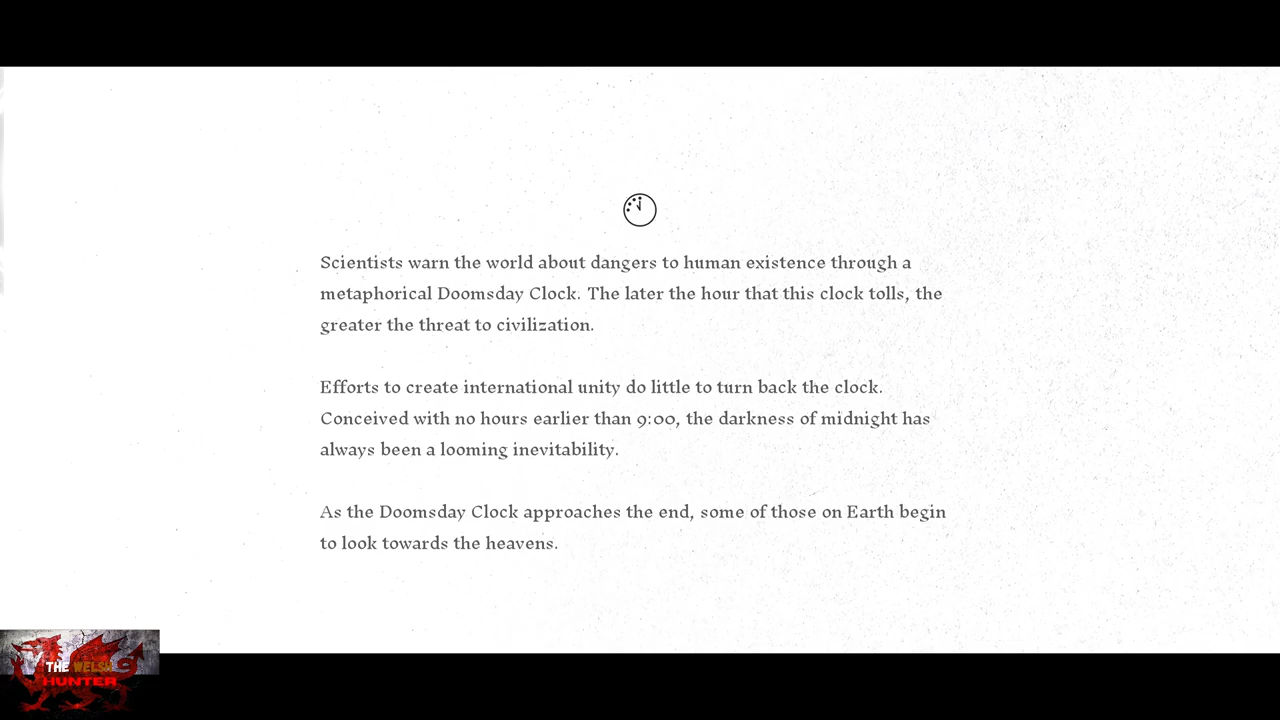 Scientists warn the world about dangers to human existence through a
metaphorical Doomsday Clock. The later the hour that this clock tolls, the
greater the threat to civilization.
Efforts to create international unity do little to turn back the clock.
Conceived with no hours earlier than 9:00, the darkness of midnight has
always been a looming inevitability.
As the Doomsday Clock approaches the end, some of those on Earth begin
to look towards the heavens.
THE WELSH
HUNTER